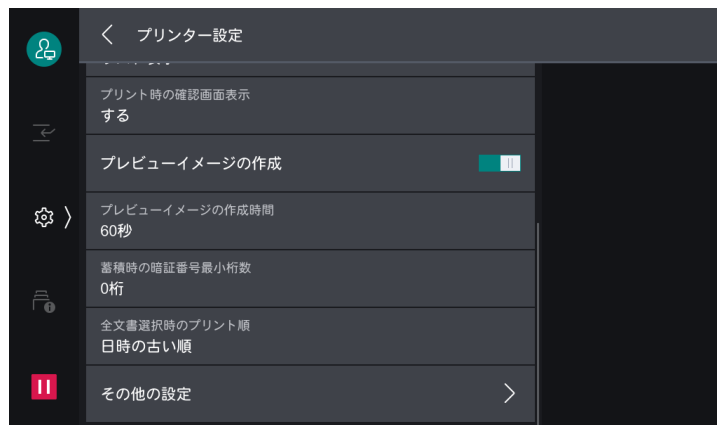 プリンター設定
プリント時の確認画面表示
する
プレビューイメージの作成
プレビューイメージの作成時間
60秒
蓄積時の暗証番号最小桁数
0桁
全文書選択時のプリント順
日時の古い順
その他の設定